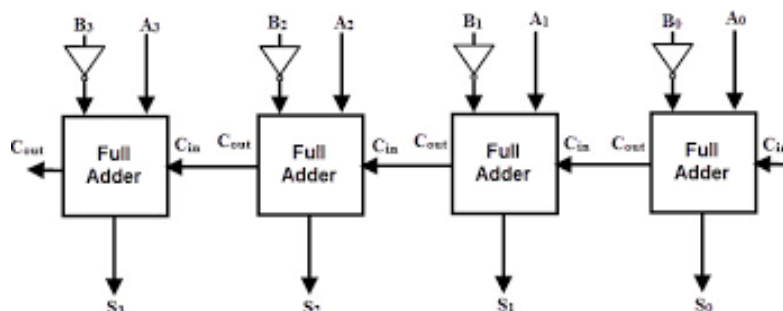 B3 A3 B2 A2 B1 A1 B0 A0
Cout Full Adder Cin Cout Full Adder Cin Cout Full Adder Cin Cout Full Adder
S3 S2 S1 S0